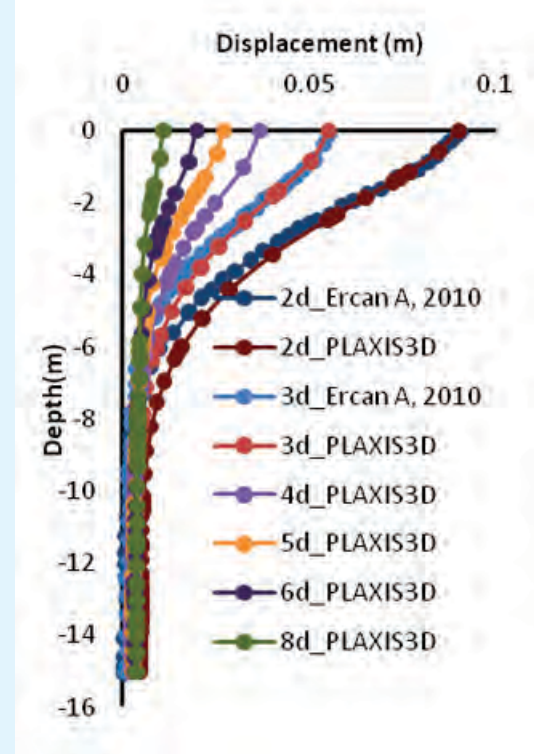 Displacement (m)
0 0.05 0.1
0
-2
-4
-6
-8
-10
-12
-14
-16
Depth(m)
2d_Ercan A, 2010
2d_PLAXIS3D
3d_Ercan A, 2010
3d_PLAXIS3D
4d_PLAXIS3D
5d_PLAXIS3D
6d_PLAXIS3D
8d_PLAXIS3D